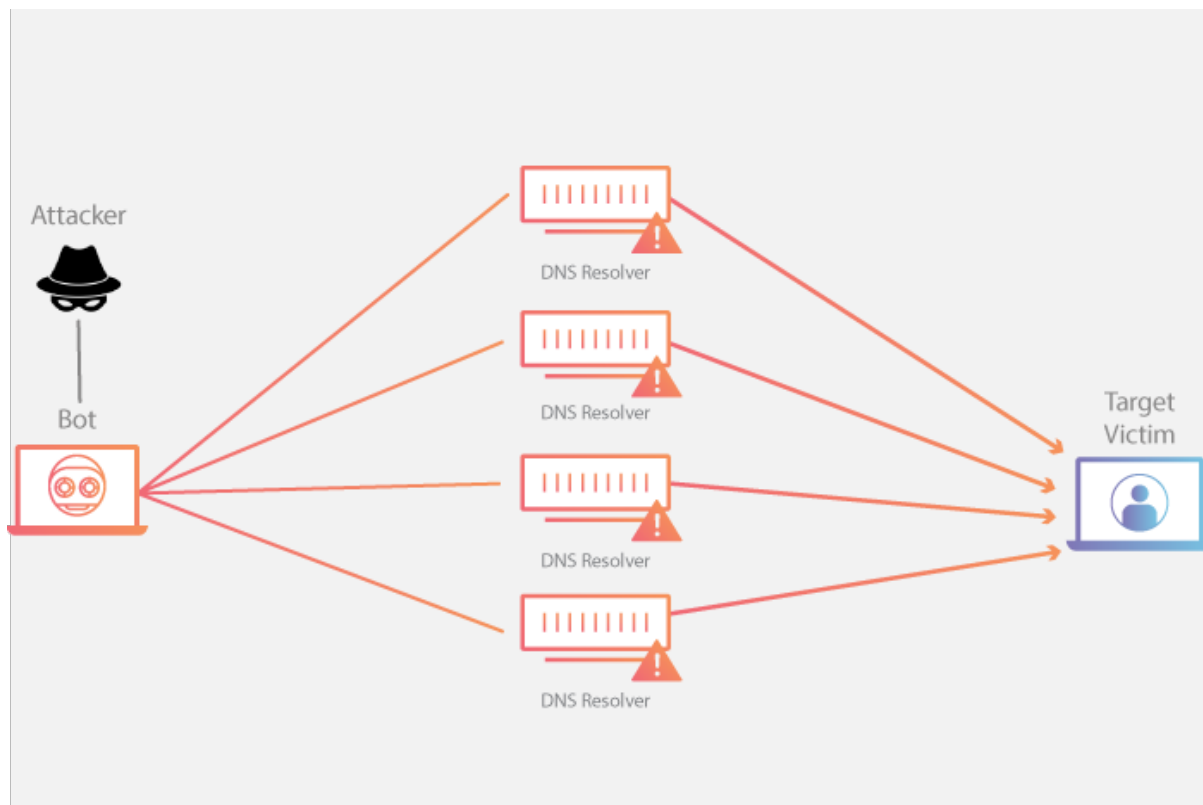 Attacker
Bot
DNS Resolver
DNS Resolver
DNS Resolver
DNS Resolver
Target
Victim